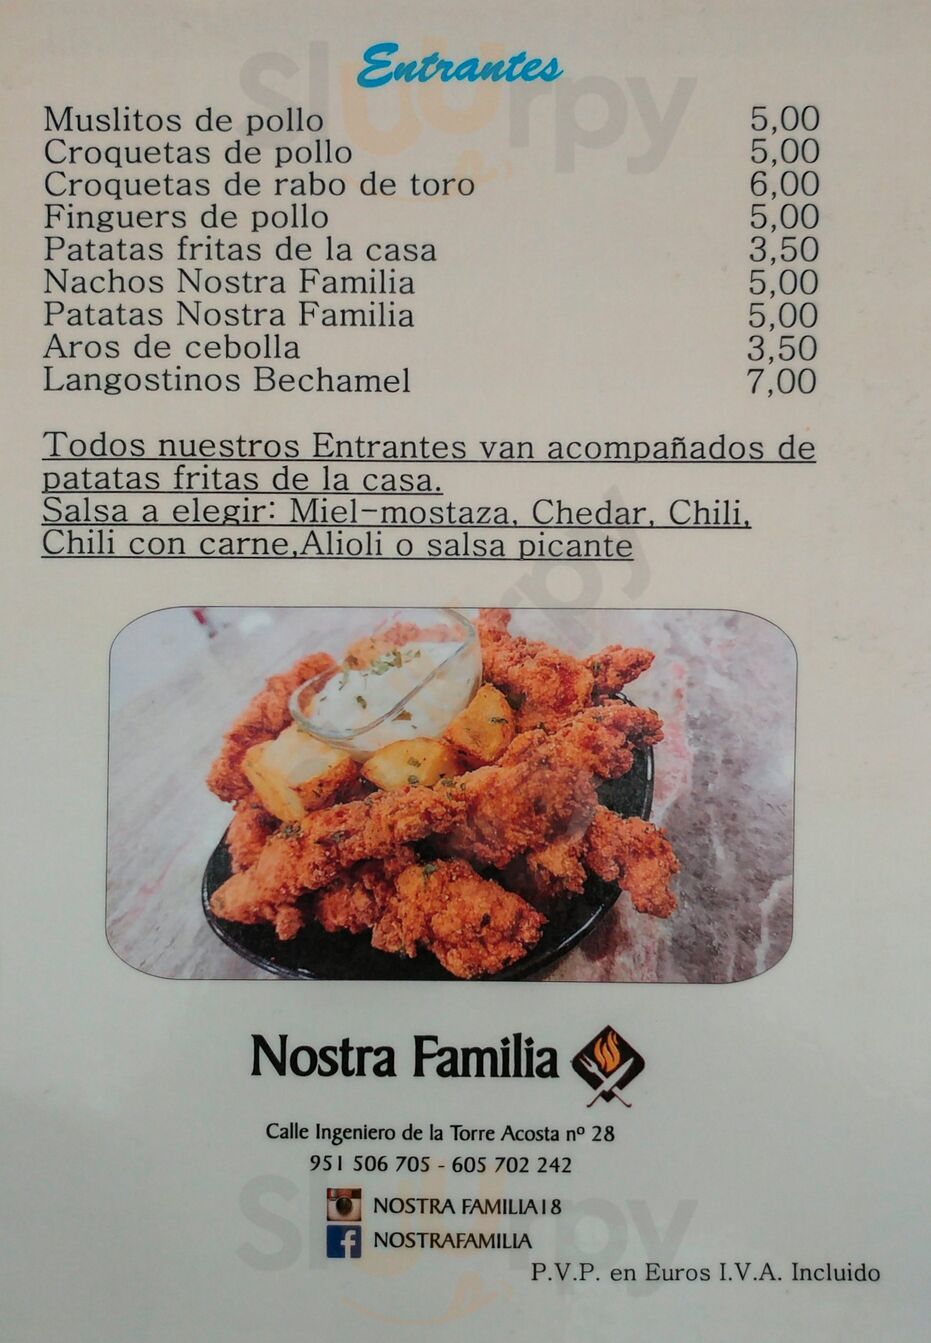 Entrantes
Muslitos de pollo 5,00
Croquetas de pollo 5,00
Croquetas de rabo de toro 6,00
Finguers de pollo 5,00
Patatas fritas de la casa 3,50
Nachos Nostra Familia 5,00
Patatas Nostra Familia 5,00
Aros de cebolla 3,50
Langostinos Bechamel 7,00
Todos nuestros Entrantes van acompañados de
patatas fritas de la casa.
Salsa a elegir: Miel-mostaza, Chedar, Chili,
Chili con carne,Alioli o salsa picante
Nostra Familia
Calle Ingeniero de la Torre Acosta nº 28
951 506 705 - 605 702 242
NOSTRA FAMILIA18
NOSTRAFAMILIA
P.V.P. en Euros I.V.A. Incluido
Sluurpy
Sluurpy
Sluurpy